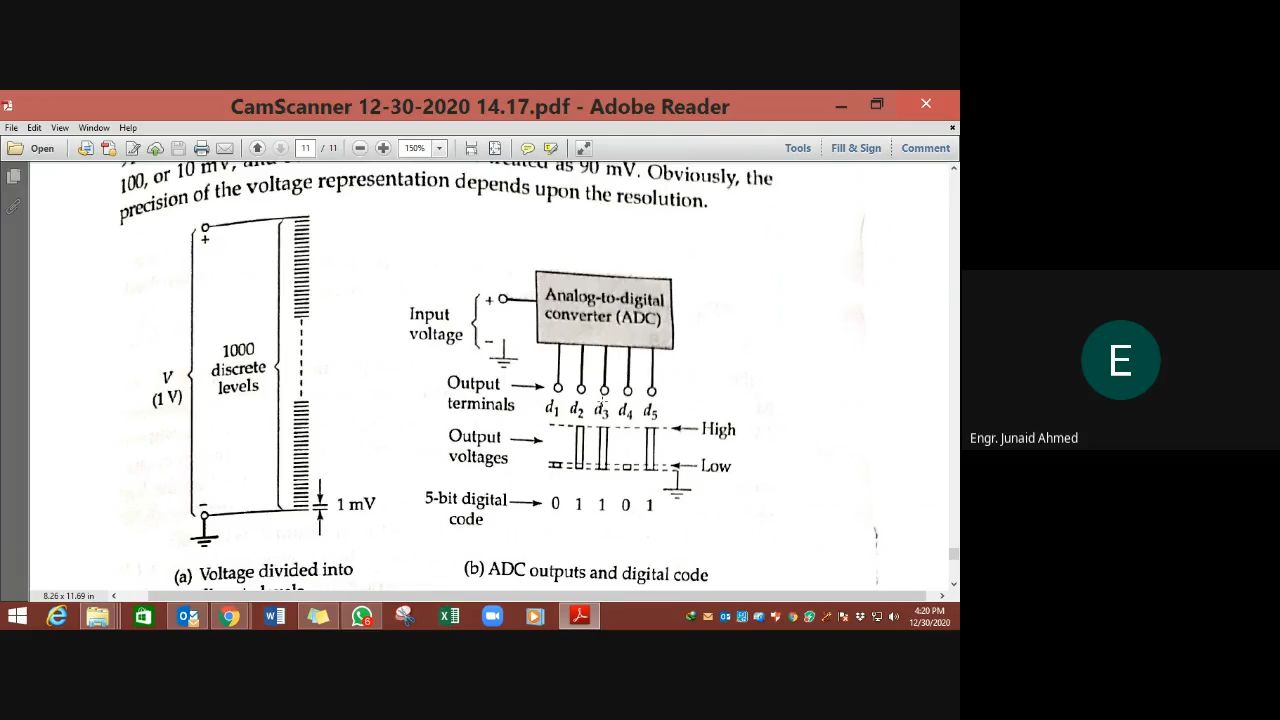 CamScanner 12-30-2020 14.17.pdf - Adobe Reader
File Edit View Window Help
Open 11 / 11 150% Tools Fill & Sign Comment
100, or 10 mV, as 90 mV. Obviously, the
precision of the voltage representation depends upon the resolution.
+
V
(1 V)
1000
discrete
levels
-
1 mV
(a) Voltage divided into
Input
voltage
+
-
Analog-to-digital
converter (ADC)
Output
terminals
d1 d2 d3 d4 d5
Output
voltages
High
Low
5-bit digital
code
0 1 1 0 1
(b) ADC outputs and digital code
8.26 x 11.69 in
E
Engr. Junaid Ahmed
6
4:20 PM
12/30/2020